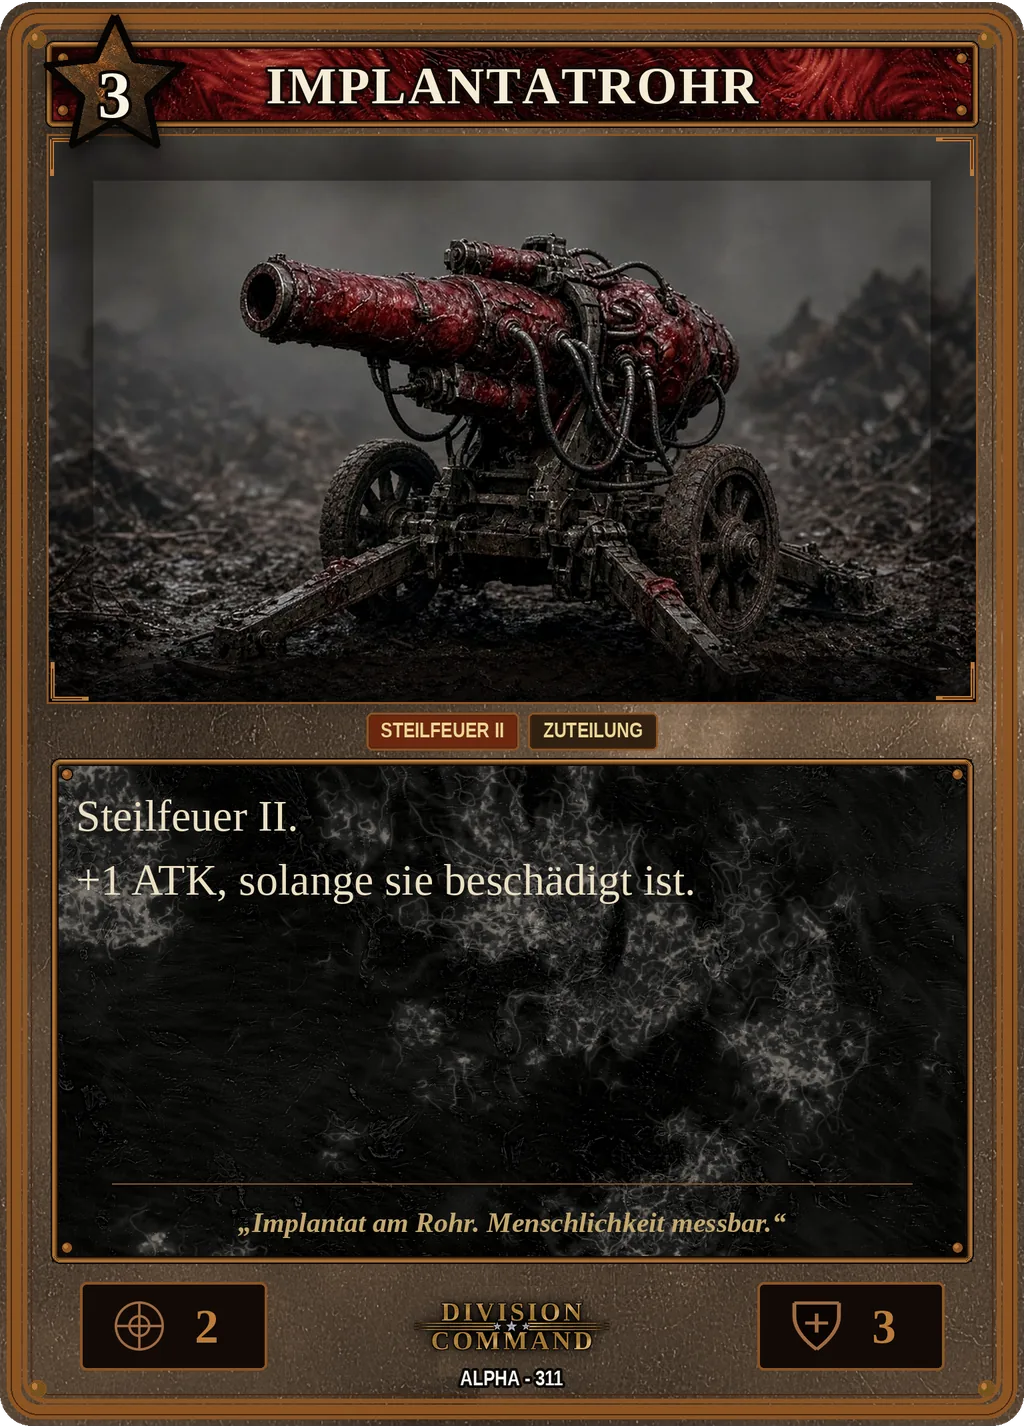 3
IMPLANTATROHR
STEILFEUER II
ZUTEILUNG
Steilfeuer II.
+1 ATK, solange sie beschädigt ist.
„Implantat am Rohr. Menschlichkeit messbar.“
2
DIVISION
COMMAND
3
ALPHA - 311